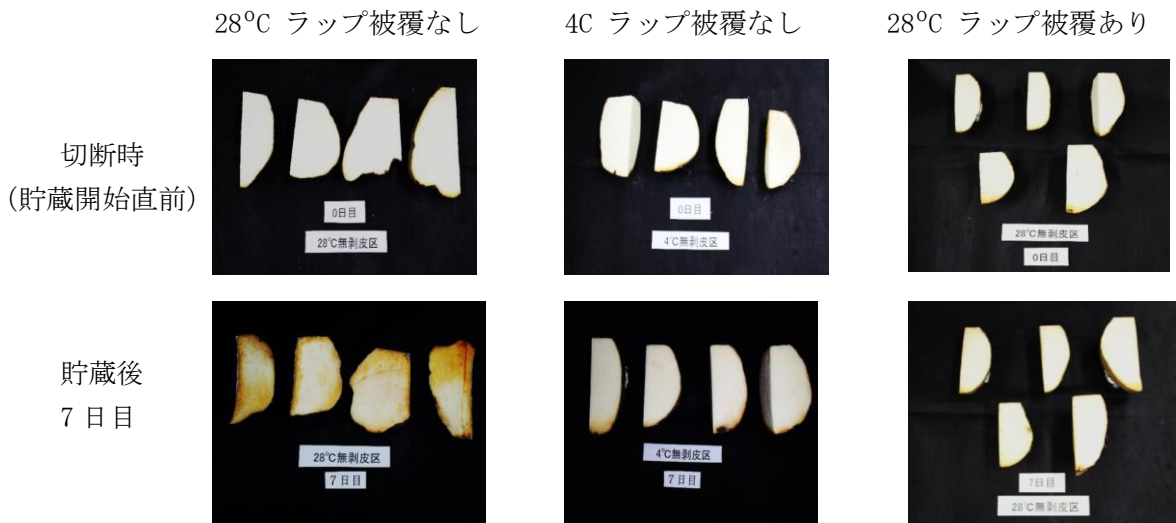 28℃ ラップ被覆なし
4C ラップ被覆なし
28℃ ラップ被覆あり
切断時
(貯蔵開始直前)
0日目
28℃無剥皮区
0日目
4℃無剥皮区
28℃無剥皮区
0日目
貯蔵後
7日目
28℃無剥皮区
7日目
4℃無剥皮区
7日目
7日目
28℃無剥皮区